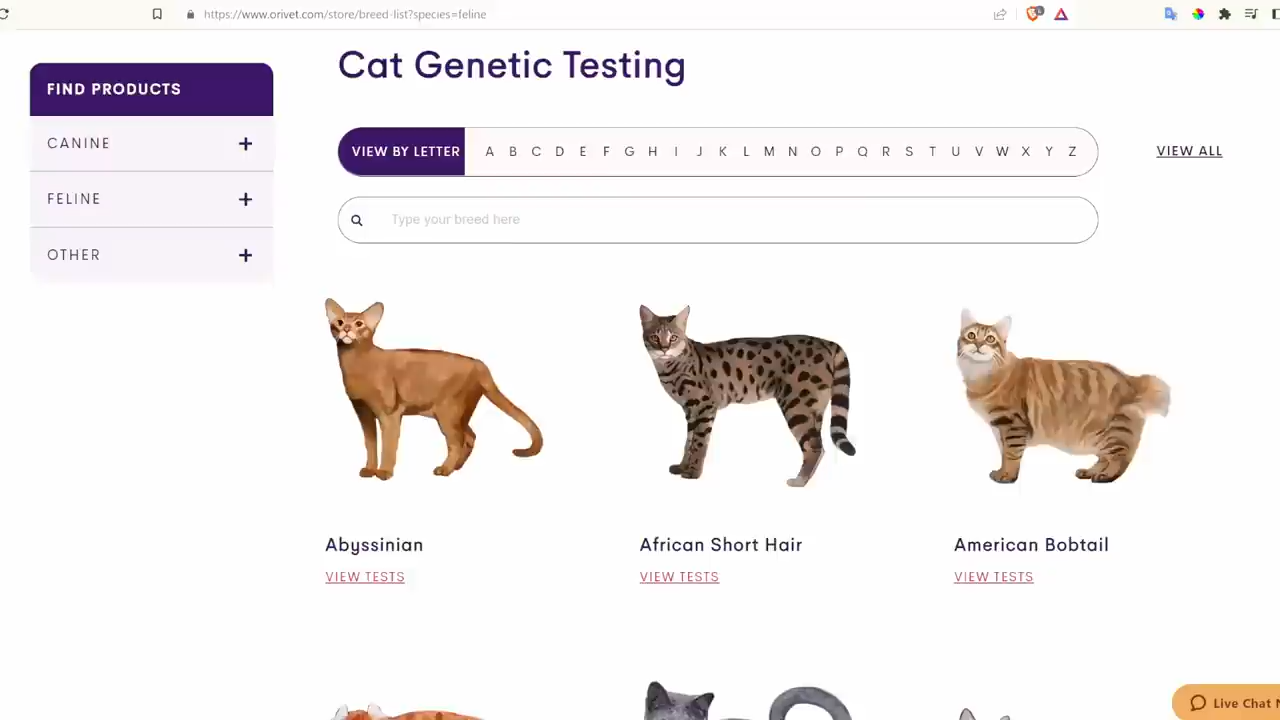 https://www.orivet.com/store/breed-list?species=feline
Cat Genetic Testing
FIND PRODUCTS
CANINE +
FELINE +
OTHER +
VIEW BY LETTER A B C D E F G H I J K L M N O P Q R S T U V W X Y Z
VIEW ALL
Type your breed here
Abyssinian
VIEW TESTS
African Short Hair
VIEW TESTS
American Bobtail
VIEW TESTS
Live Chat